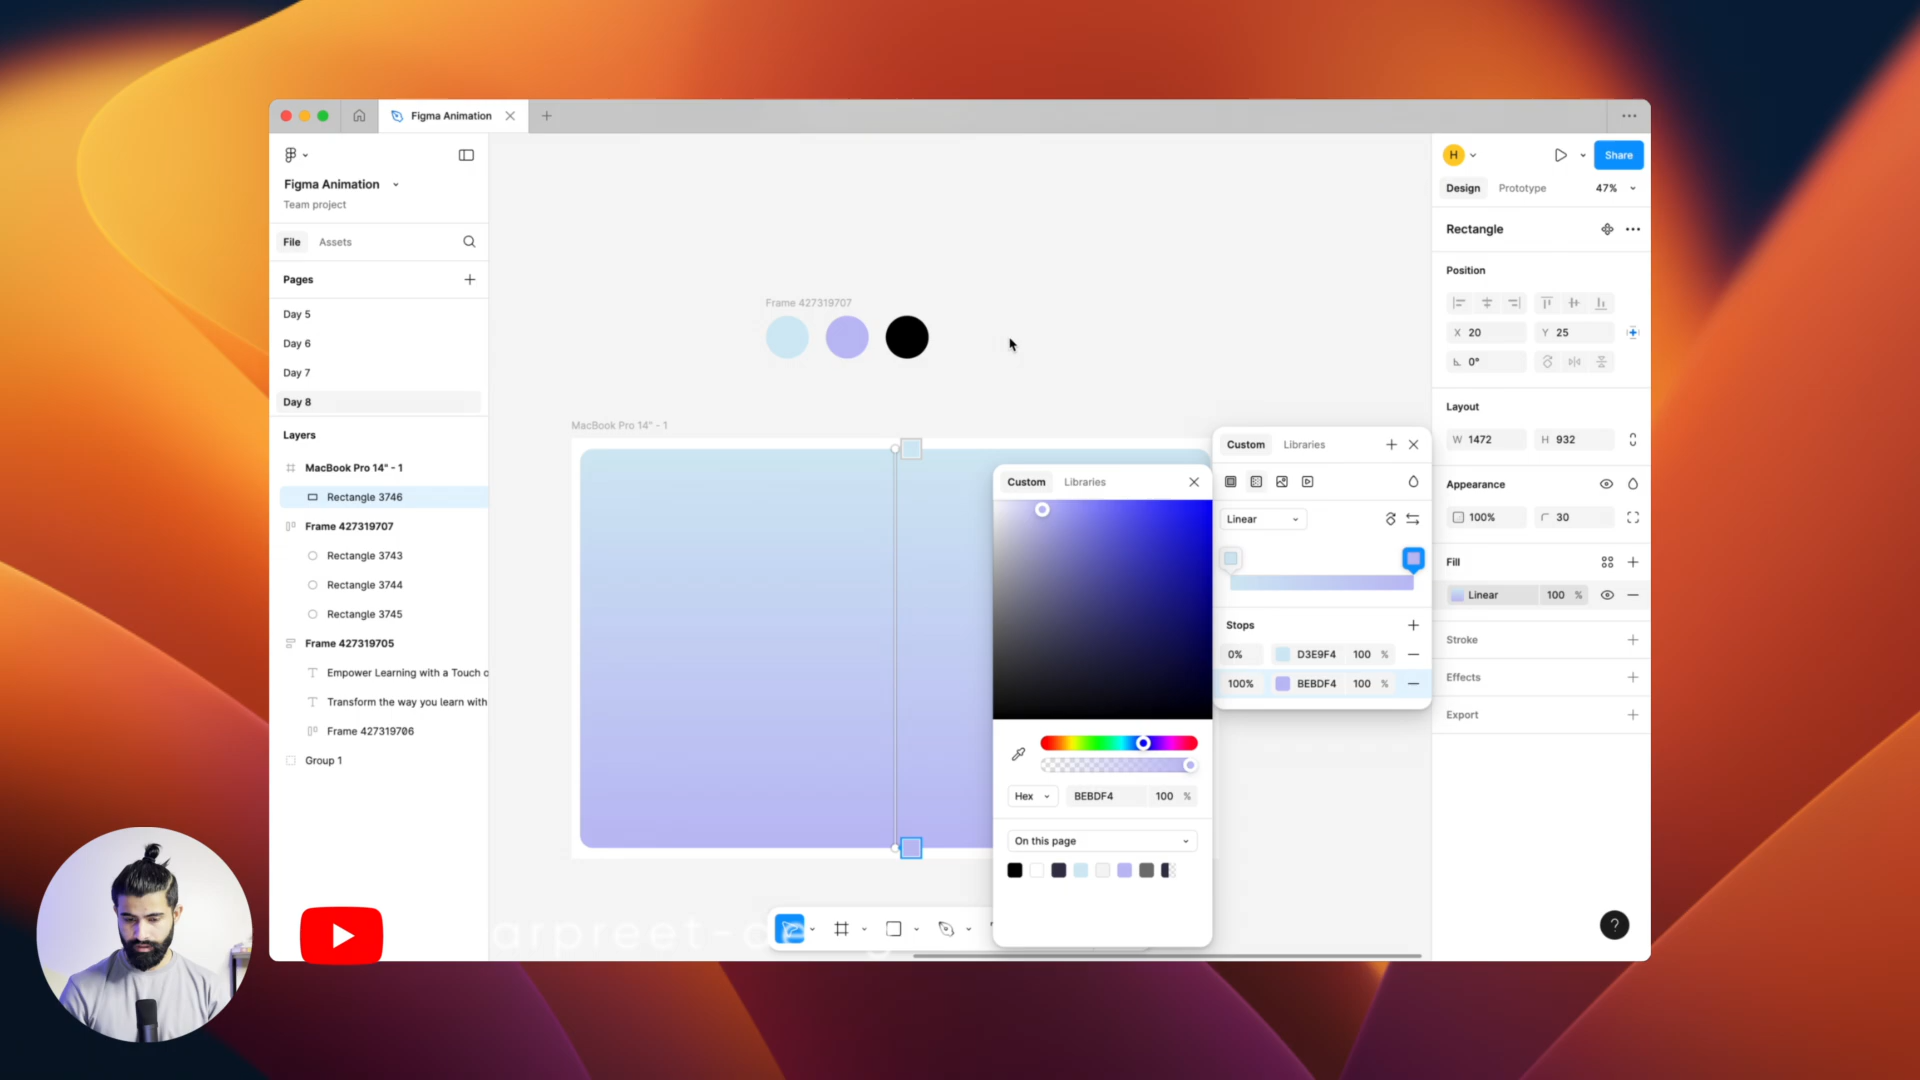 Figma Animation
Figma Animation
Team project
File
Assets
Pages
Day 5
Day 6
Day 7
Day 8
Layers
MacBook Pro 14" - 1
Rectangle 3746
Frame 427319707
Rectangle 3743
Rectangle 3744
Rectangle 3745
Frame 427319705
Empower Learning with a Touch o
Transform the way you learn with
Frame 427319706
Group 1
Frame 427319707
MacBook Pro 14" - 1
Custom
Libraries
Hex
BEBDF4
100 %
On this page
Custom
Libraries
Linear
Stops
0%
D3E9F4
100 %
100%
BEBDF4
100 %
H
Share
Design
Prototype
47%
Rectangle
Position
X 20
Y 25
0°
Layout
W 1472
H 932
Appearance
100%
30
Fill
Linear
100 %
Stroke
Effects
Export
?